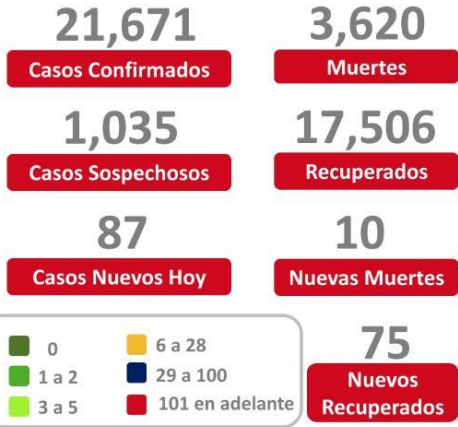 21,671
Casos Confirmados
3,620
Muertes
1,035
Casos Sospechosos
17,506
Recuperados
87
Casos Nuevos Hoy
10
Nuevas Muertes
0
1 a 2
3 a 5
6 a 28
29 a 100
101 en adelante
75
Nuevos
Recuperados